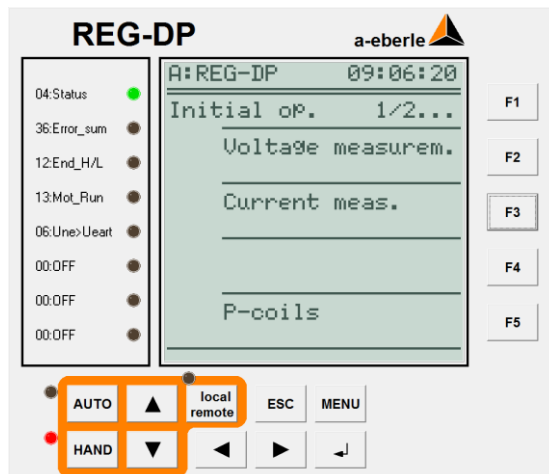 REG-DP
a-eberle
A:REG-DP 09:06:20
Initial op. 1/2...
Voltage measurem.
Current meas.
P-coils
04:Status
36:Error_sum
12:End_H/L
13:Mot_Run
06:Une>Ueart
00:OFF
00:OFF
00:OFF
F1
F2
F3
F4
F5
AUTO
local
remote
ESC
MENU
HAND